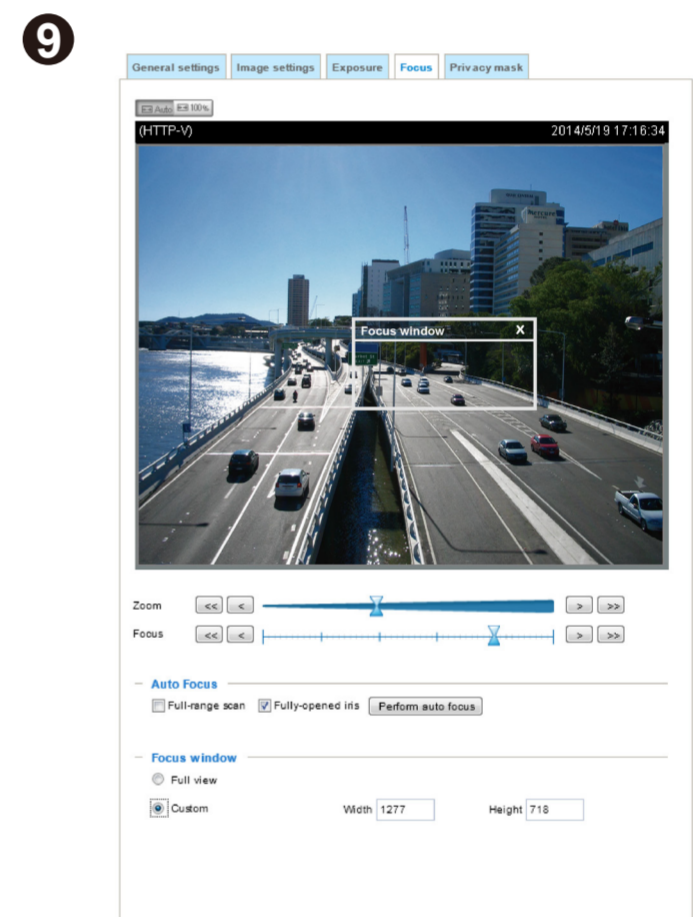 9
General settings Image settings Exposure Focus Privacy mask
Auto 100%
(HTTP-V) 2014/5/19 17:16:34
Mercure
Focus window X
Zoom << < > >>
Focus << < > >>
Auto Focus
Full-range scan Fully-opened iris Perform auto focus
Focus window
Full view
Custom Width 1277 Height 718